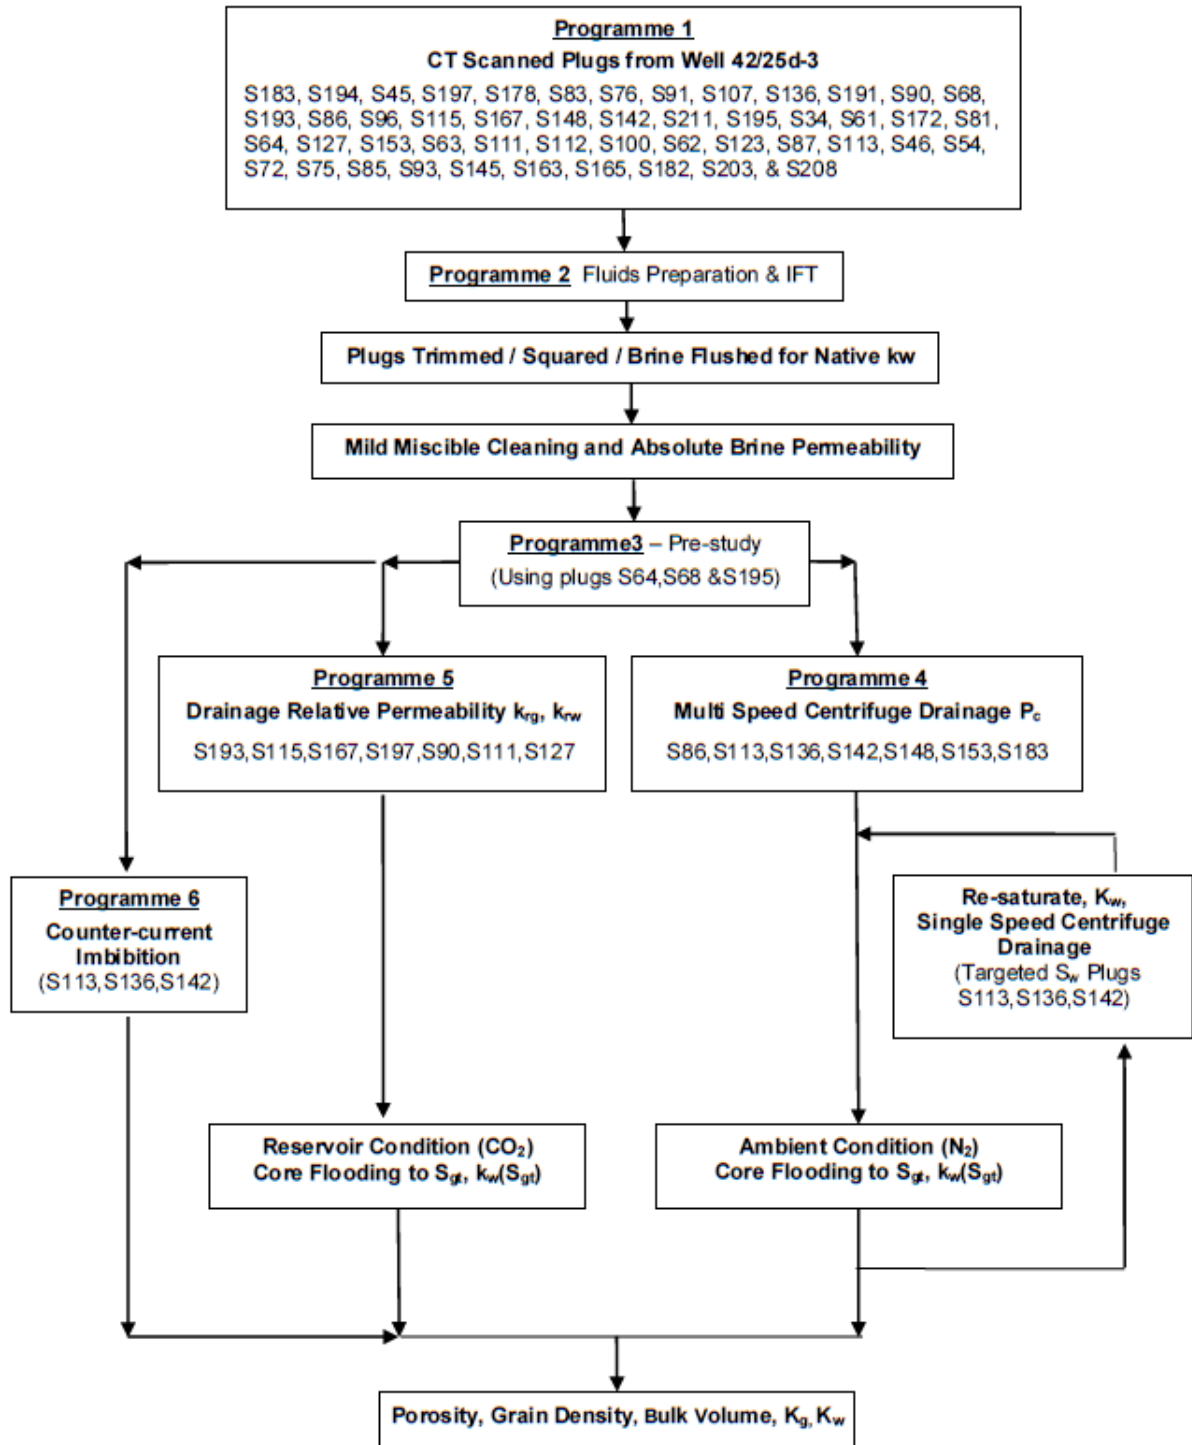 Programme 1
CT Scanned Plugs from Well 42/25d-3
S183, S194, S45, S197, S178, S83, S76, S91, S107, S136, S191, S90, S68,
S193, S86, S96, S115, S167, S148, S142, S211, S195, S34, S61, S172, S81,
S64, S127, S153, S63, S111, S112, S100, S62, S123, S87, S113, S46, S54,
S72, S75, S85, S93, S145, S163, S165, S182, S203, & S208
Programme 2 Fluids Preparation & IFT
Plugs Trimmed / Squared / Brine Flushed for Native kw
Mild Miscible Cleaning and Absolute Brine Permeability
Programme3 – Pre-study
(Using plugs S64,S68 &S195)
Programme 5
Drainage Relative Permeability krg, krw
S193,S115,S167,S197,S90,S111,S127
Programme 4
Multi Speed Centrifuge Drainage Pc
S86,S113,S136,S142,S148,S153,S183
Programme 6
Counter-current
Imbibition
(S113,S136,S142)
Re-saturate, Kw,
Single Speed Centrifuge
Drainage
(Targeted Sw Plugs
S113,S136,S142)
Reservoir Condition (CO2)
Core Flooding to Sgt, kw(Sgt)
Ambient Condition (N2)
Core Flooding to Sgt, kw(Sgt)
Porosity, Grain Density, Bulk Volume, Kg, Kw